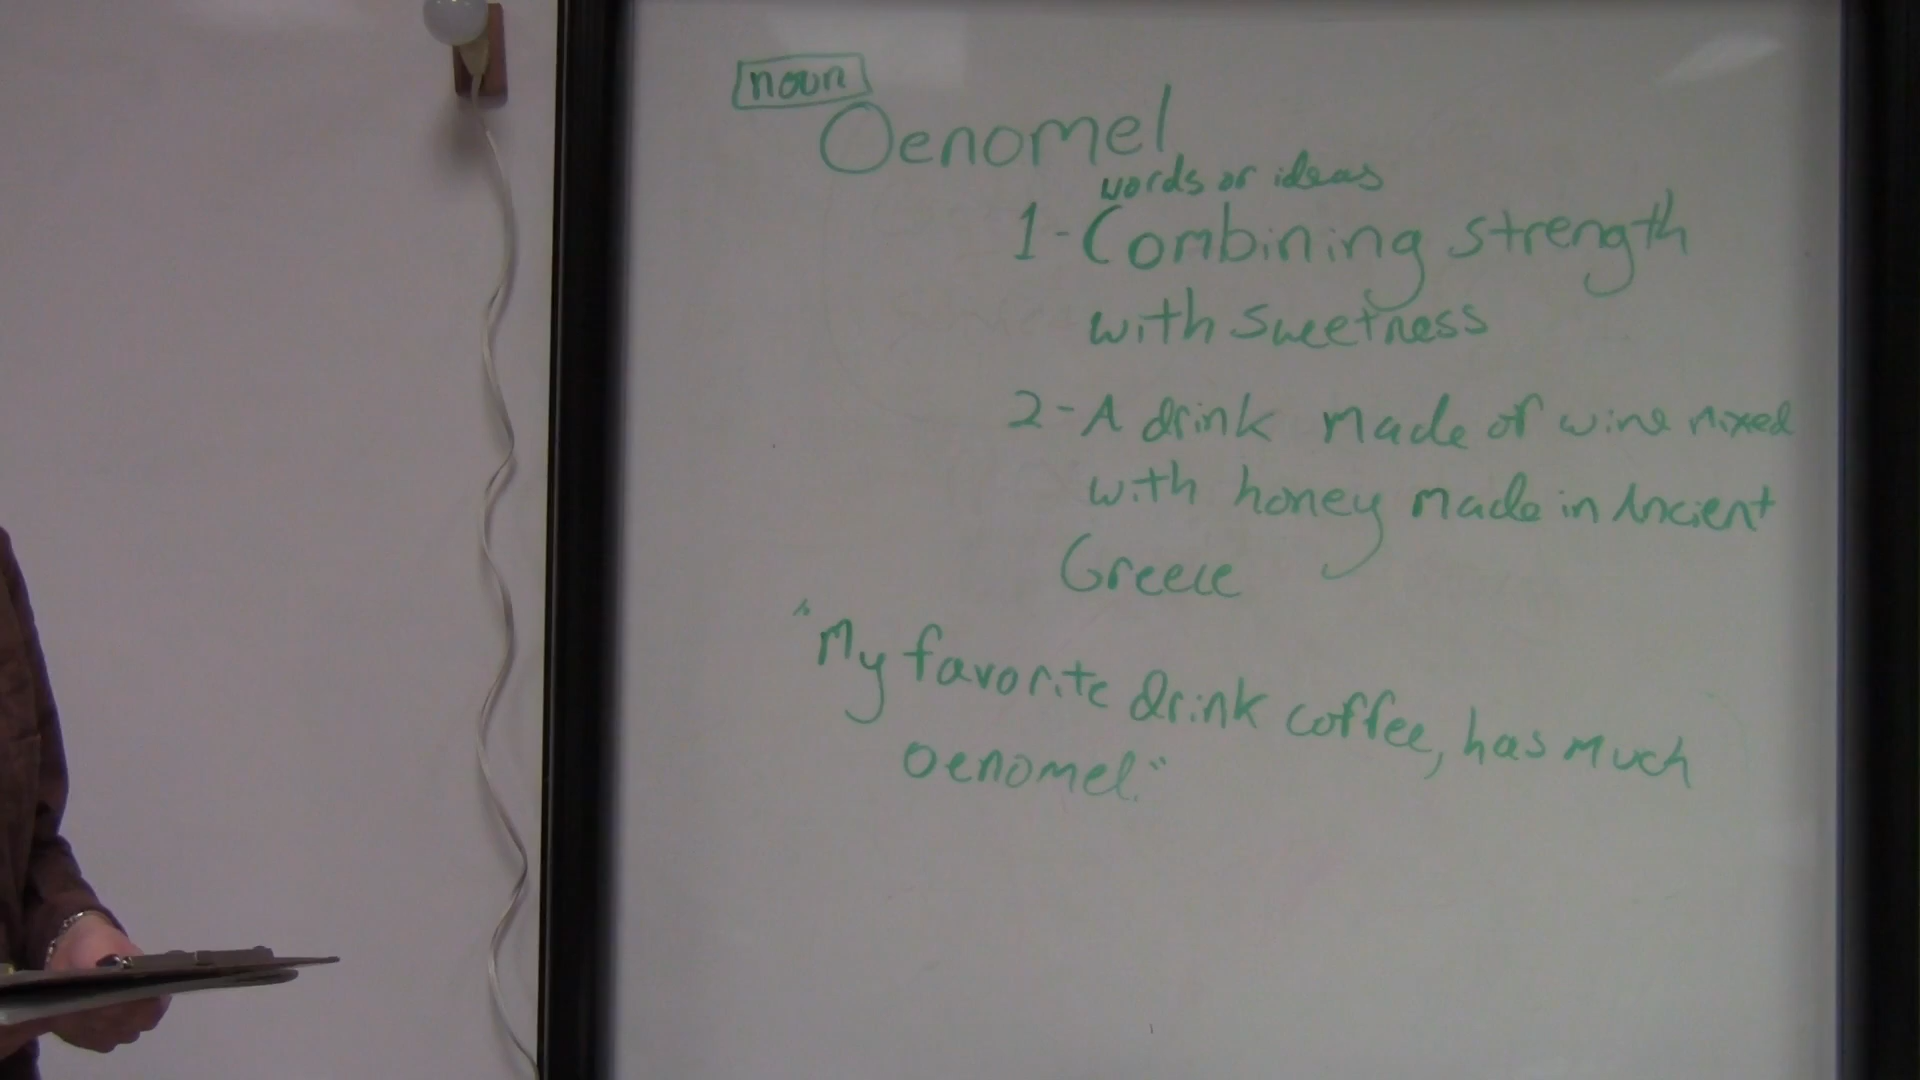 noun
Oenomel
words or ideas
1-Combining strength
with sweetness
2-A drink made of wine mixed
with honey made in Ancient
Greece
"My favorite drink coffee, has much
oenomel."